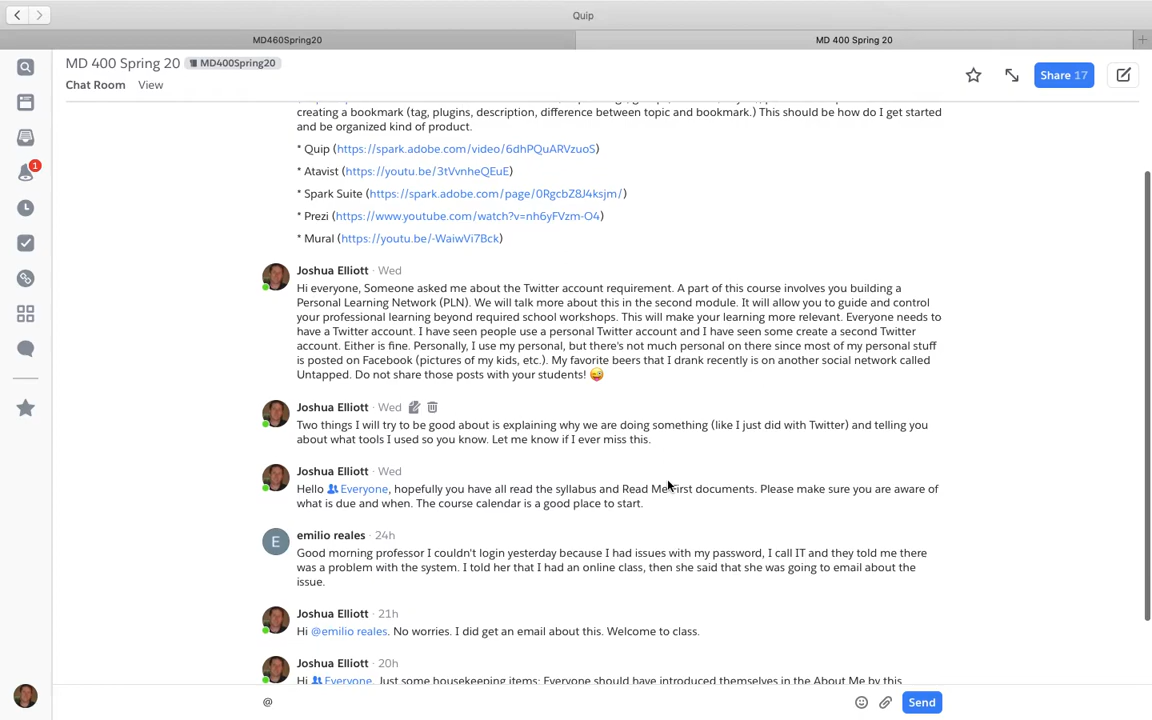 Quip
MD460Spring20
MD 400 Spring 20
MD 400 Spring 20 MD400Spring20
Chat Room View
Share 17
1
creating a bookmark (tag, plugins, description, difference between topic and bookmark.) This should be how do I get started
and be organized kind of product.
* Quip (https://spark.adobe.com/video/6dhPQuARVzuoS)
* Atavist (https://youtu.be/3tVvnheQEuE)
* Spark Suite (https://spark.adobe.com/page/0RgcbZ8J4ksjm/)
* Prezi (https://www.youtube.com/watch?v=nh6yFVzm-O4)
* Mural (https://youtu.be/-WaiwVi7Bck)
Joshua Elliott · Wed
Hi everyone, Someone asked me about the Twitter account requirement. A part of this course involves you building a
Personal Learning Network (PLN). We will talk more about this in the second module. It will allow you to guide and control
your professional learning beyond required school workshops. This will make your learning more relevant. Everyone needs to
have a Twitter account. I have seen people use a personal Twitter account and I have seen some create a second Twitter
account. Either is fine. Personally, I use my personal, but there's not much personal on there since most of my personal stuff
is posted on Facebook (pictures of my kids, etc.). My favorite beers that I drank recently is on another social network called
Untapped. Do not share those posts with your students! 😜
Joshua Elliott · Wed
Two things I will try to be good about is explaining why we are doing something (like I just did with Twitter) and telling you
about what tools I used so you know. Let me know if I ever miss this.
Joshua Elliott · Wed
Hello Everyone, hopefully you have all read the syllabus and Read Me First documents. Please make sure you are aware of
what is due and when. The course calendar is a good place to start.
E
emilio reales · 24h
Good morning professor I couldn't login yesterday because I had issues with my password, I call IT and they told me there
was a problem with the system. I told her that I had an online class, then she said that she was going to email about the
issue.
Joshua Elliott · 21h
Hi @emilio reales. No worries. I did get an email about this. Welcome to class.
Joshua Elliott · 20h
Hi Everyone. Just some housekeeping items: Everyone should have introduced themselves in the About Me by this
@
Send